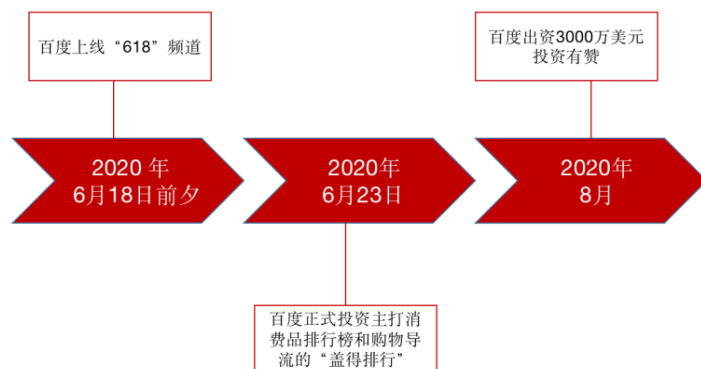 百度上线“618”频道
百度出资3000万美元
投资有赞
2020 年
6月18日前夕
2020年
6月23日
2020年
8月
百度正式投资主打消
费品排行榜和购物导
流的“盖得排行”